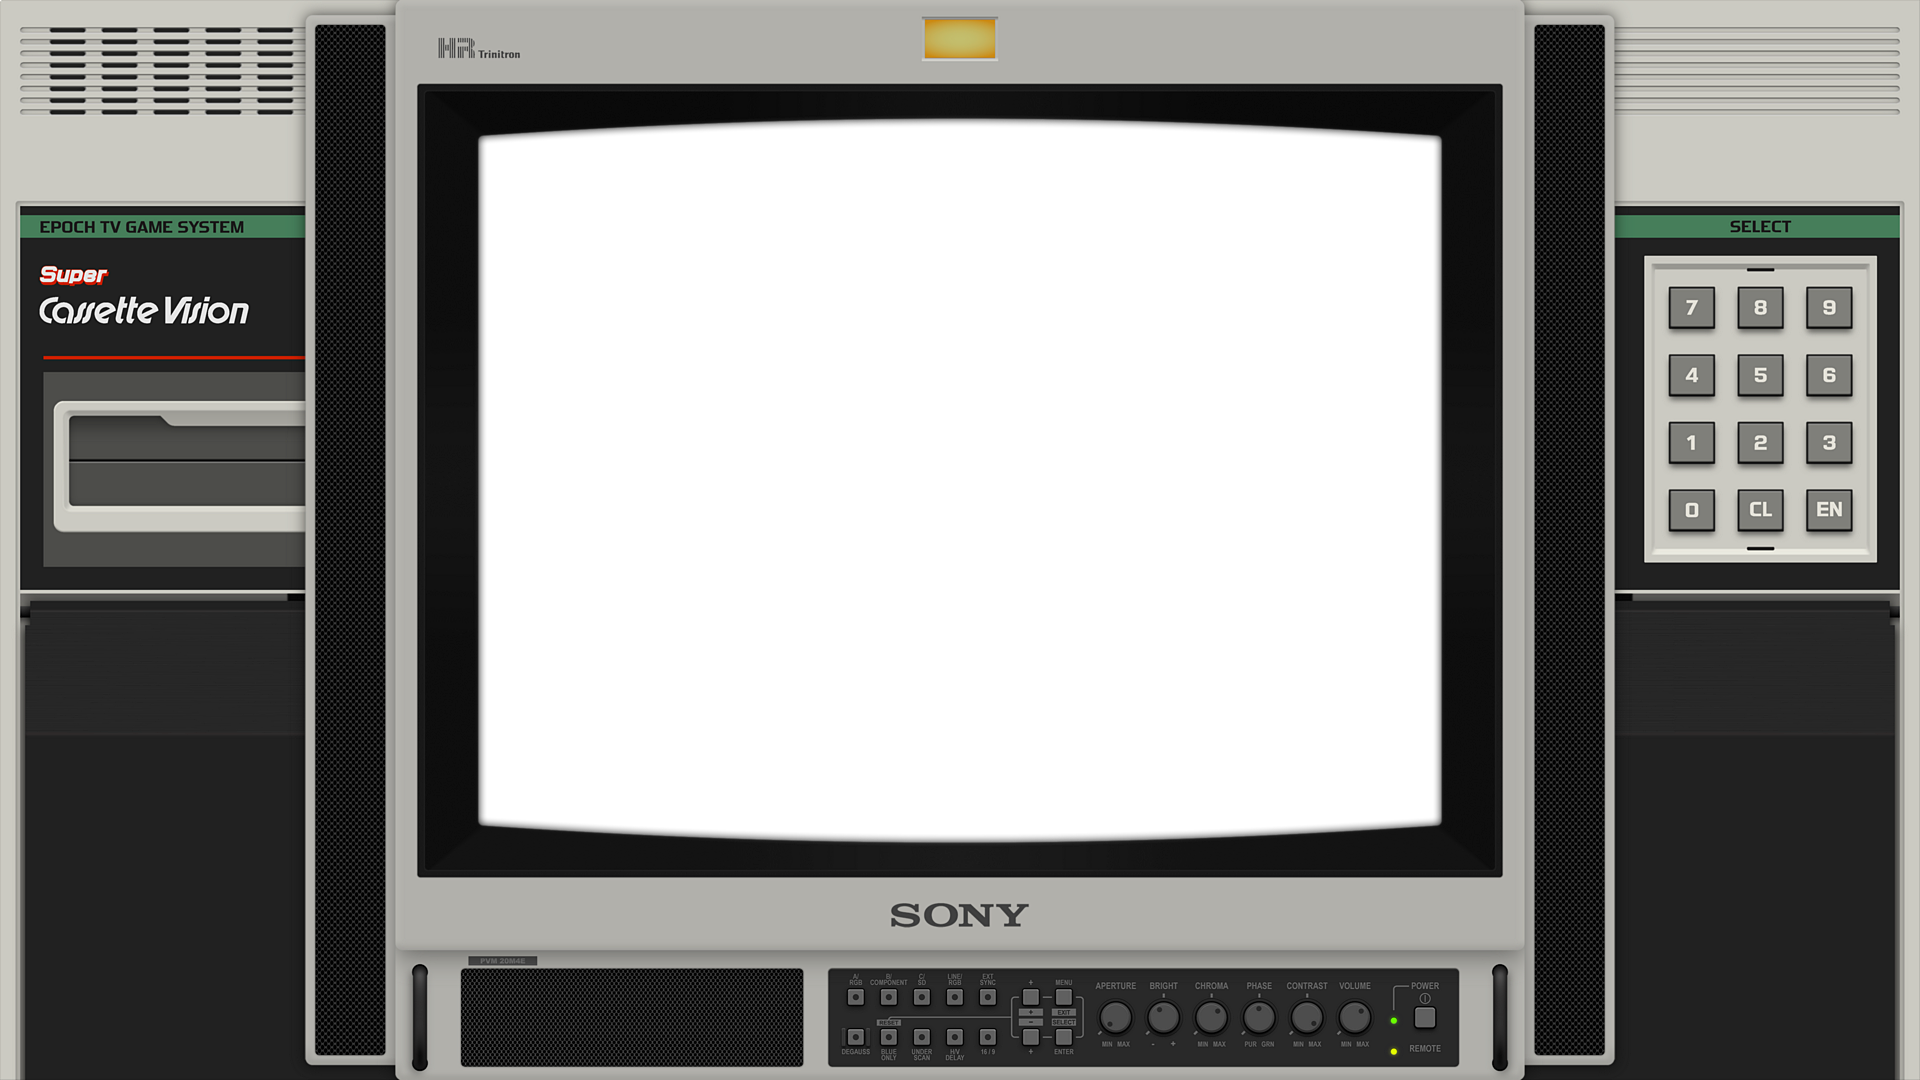 HR Trinitron
EPOCH TV GAME SYSTEM
Super
Cassette Vision
SELECT
7 8 9
4 5 6
1 2 3
0 CL EN
SONY
PVM 20M4E
A/ RGB
B/ COMPONENT
C/ SD
LINE/ RGB
EXT SYNC
+
MENU
+
EXIT
RESET
-
SELECT
DEGAUSS
BLUE ONLY
UNDER SCAN
H/V DELAY
16 / 9
+
ENTER
APERTURE BRIGHT CHROMA PHASE CONTRAST VOLUME
MIN MAX - + MIN MAX PUR GRN MIN MAX MIN MAX
POWER
REMOTE